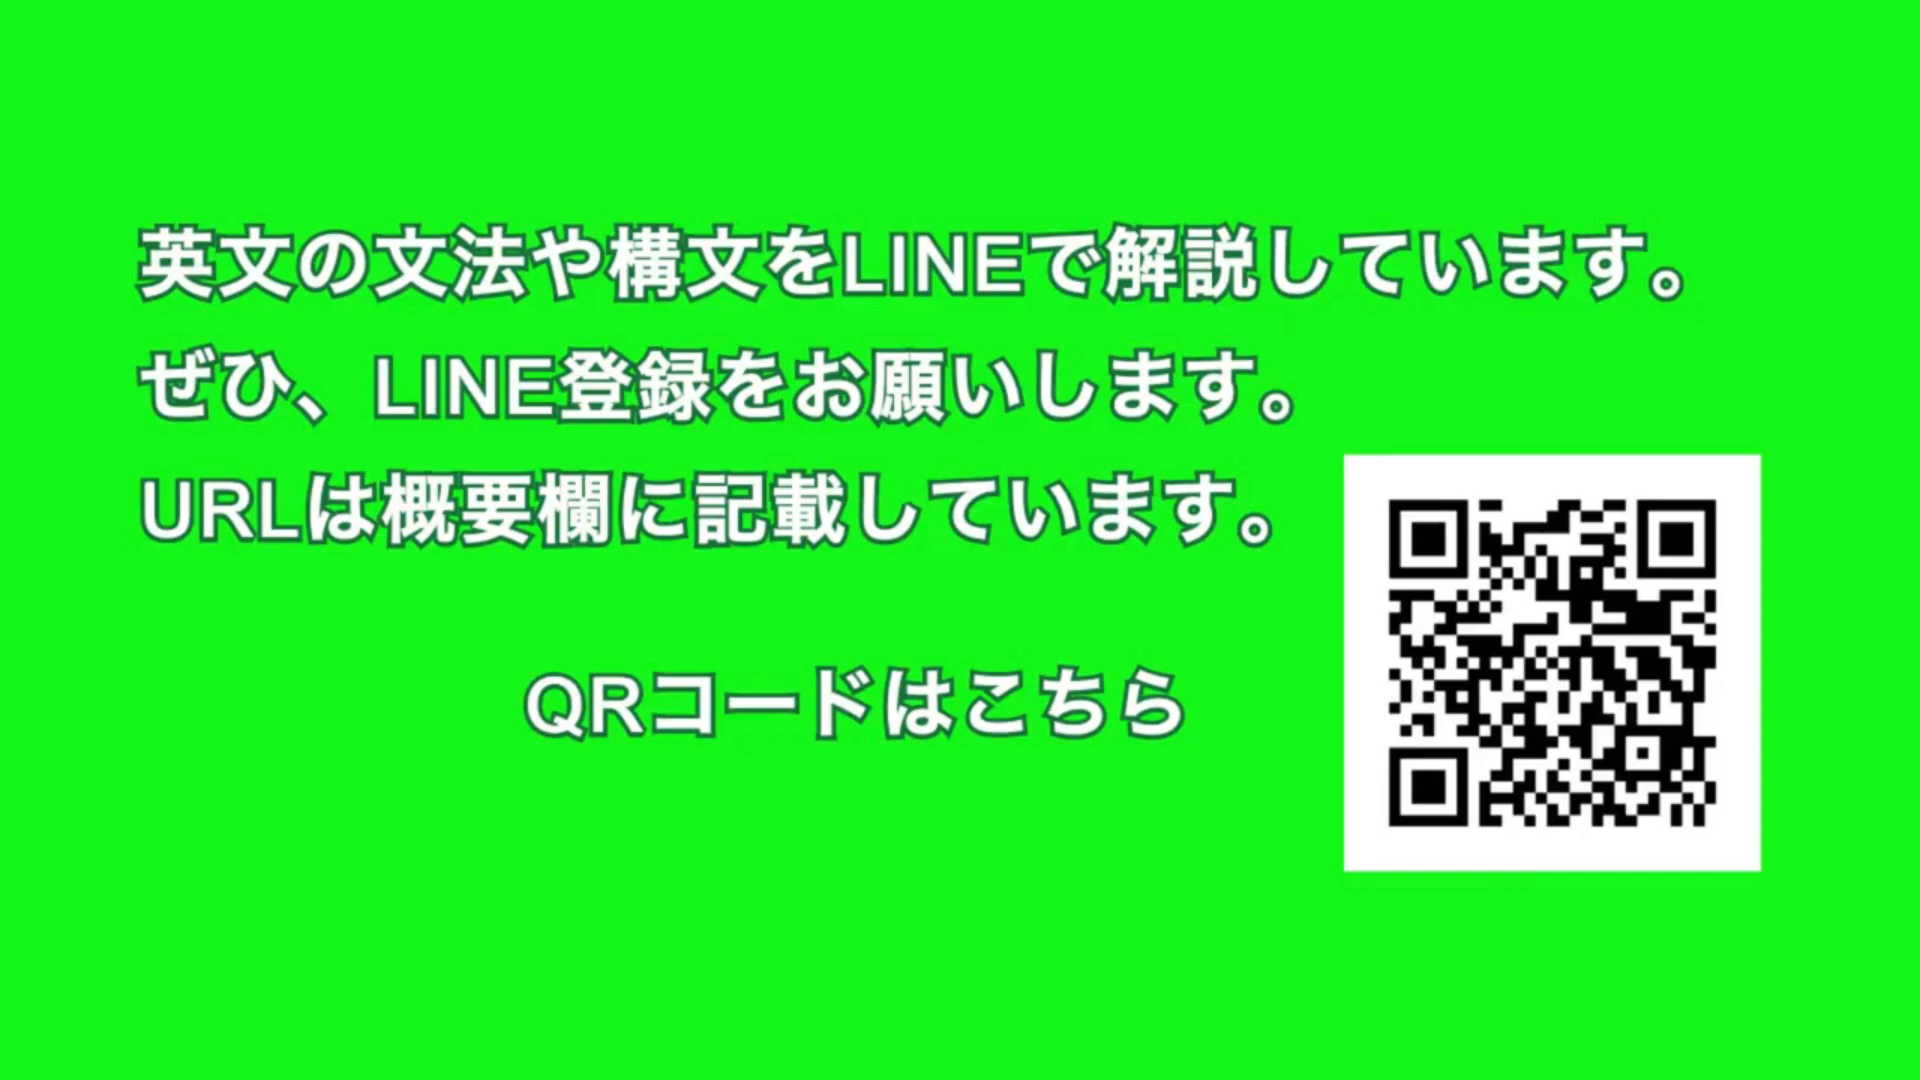 英文の文法や構文をLINEで解説しています。
ぜひ、LINE登録をお願いします。
URLは概要欄に記載しています。
QRコードはこちら